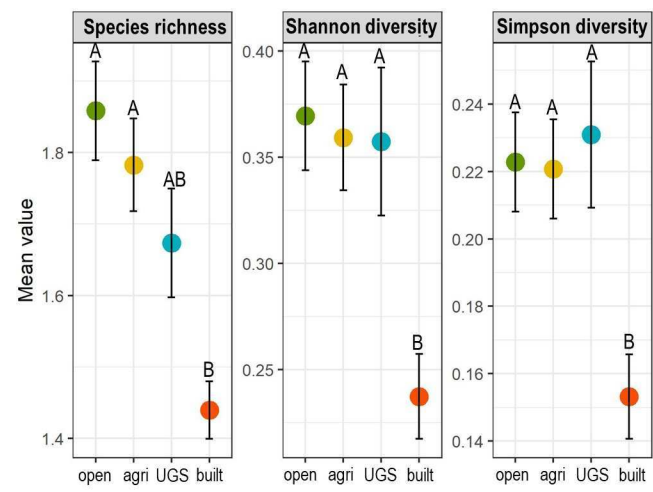 Species richness
Shannon diversity
Simpson diversity
Mean value
1.8
1.6
1.4
A
A
AB
B
open
agri
UGS
built
0.40
0.35
0.30
0.25
A
A
A
B
open
agri
UGS
built
0.24
0.22
0.20
0.18
0.16
0.14
A
A
A
B
open
agri
UGS
built